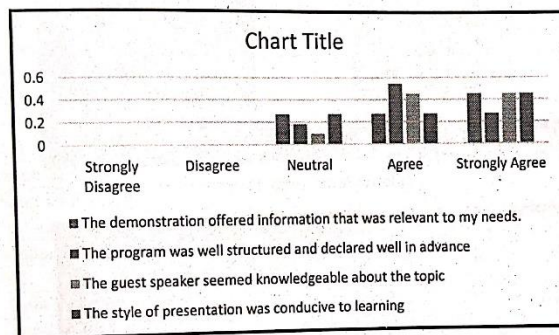 Chart Title
0.6
0.4
0.2
0
Strongly Disagree
Disagree
Neutral
Agree
Strongly Agree
The demonstration offered information that was relevant to my needs.
The program was well structured and declared well in advance
The guest speaker seemed knowledgeable about the topic
The style of presentation was conducive to learning